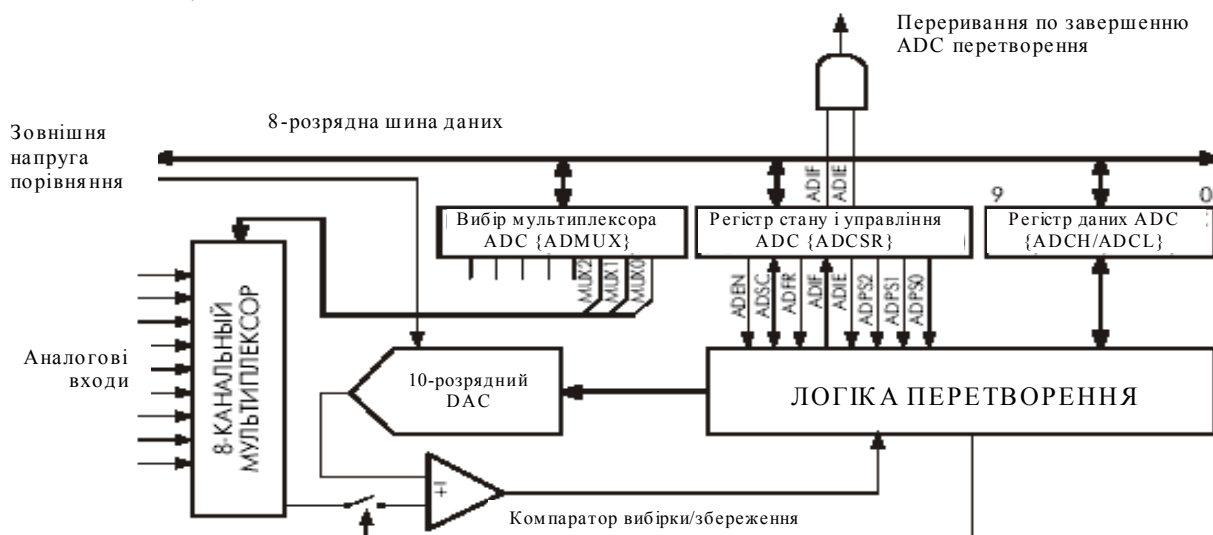 Переривання по завершенню
ADC перетворення
8-розрядна шина даних
Зовнішня
напруга
порівняння
ADIF
ADIE
9
0
Вибір мультиплексора
ADC {ADMUX}
Регістр стану і управління
ADC {ADCSR}
Регістр даних ADC
{ADCH/ADCL}
MUX2
MUX1
MUX0
ADEN
ADSC
ADFR
ADIF
ADIE
ADPS2
ADPS1
ADPS0
Аналогові
входи
8-КАНАЛЬНЫЙ
МУЛЬТИПЛЕКСОР
10-розрядний
DAC
ЛОГІКА ПЕРЕТВОРЕННЯ
Компаратор вибірки/збереження